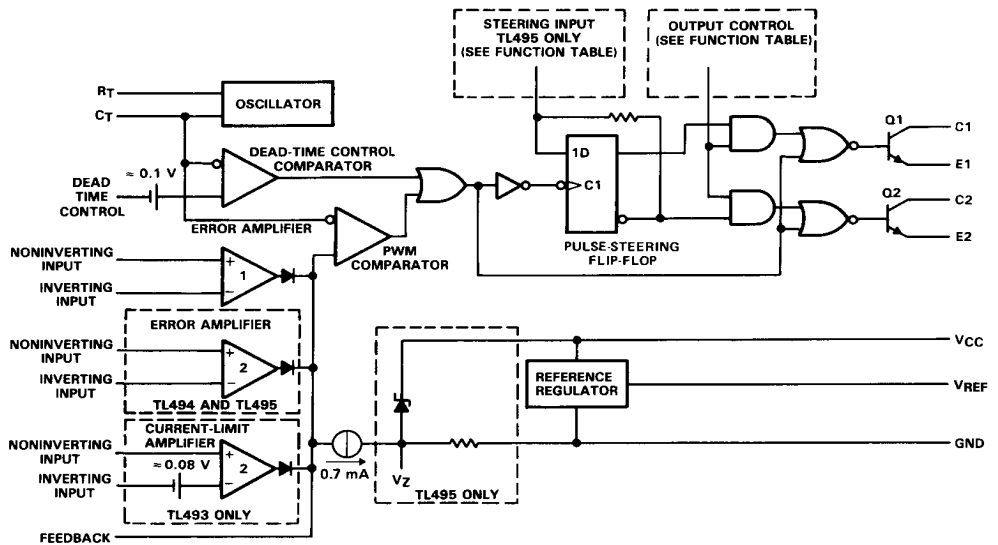 STEERING INPUT
TL495 ONLY
(SEE FUNCTION TABLE)
OUTPUT CONTROL
(SEE FUNCTION TABLE)
RT
CT
OSCILLATOR
DEAD-TIME CONTROL
COMPARATOR
≈ 0.1 V
DEAD
TIME
CONTROL
ERROR AMPLIFIER
PWM
COMPARATOR
1D
C1
PULSE-STEERING
FLIP-FLOP
Q1
C1
E1
Q2
C2
E2
NONINVERTING
INPUT
+
1
INVERTING
INPUT
−
ERROR AMPLIFIER
NONINVERTING
INPUT
+
2
INVERTING
INPUT
−
TL494 AND TL495
CURRENT-LIMIT
AMPLIFIER
NONINVERTING
INPUT
≈0.08 V
+
2
INVERTING
INPUT
−
TL493 ONLY
FEEDBACK
0.7 mA
VZ
TL495 ONLY
REFERENCE
REGULATOR
VCC
VREF
GND